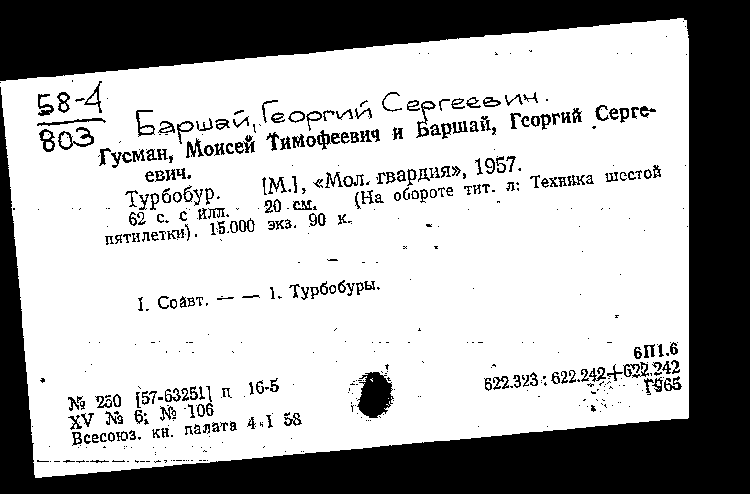 58-4
803
Баршай, Георгий Сергеевич.
Гусман, Моисей Тимофеевич и Баршай, Георгий Серге-
евич.
Турбобур. [М.], «Мол. гвардия», 1957.
62 с. с илл. 20 см. (На обороте тит. л: Техника шестой
пятилетки). 15.000 экз. 90 к.
I. Соавт. — — 1. Турбобуры.
6П1.6
622.323 : 622.242+622.242
Г965
№ 250 [57-63251] п 16-5
XV № 6; № 106
Всесоюз. кн. палата 4.I 58